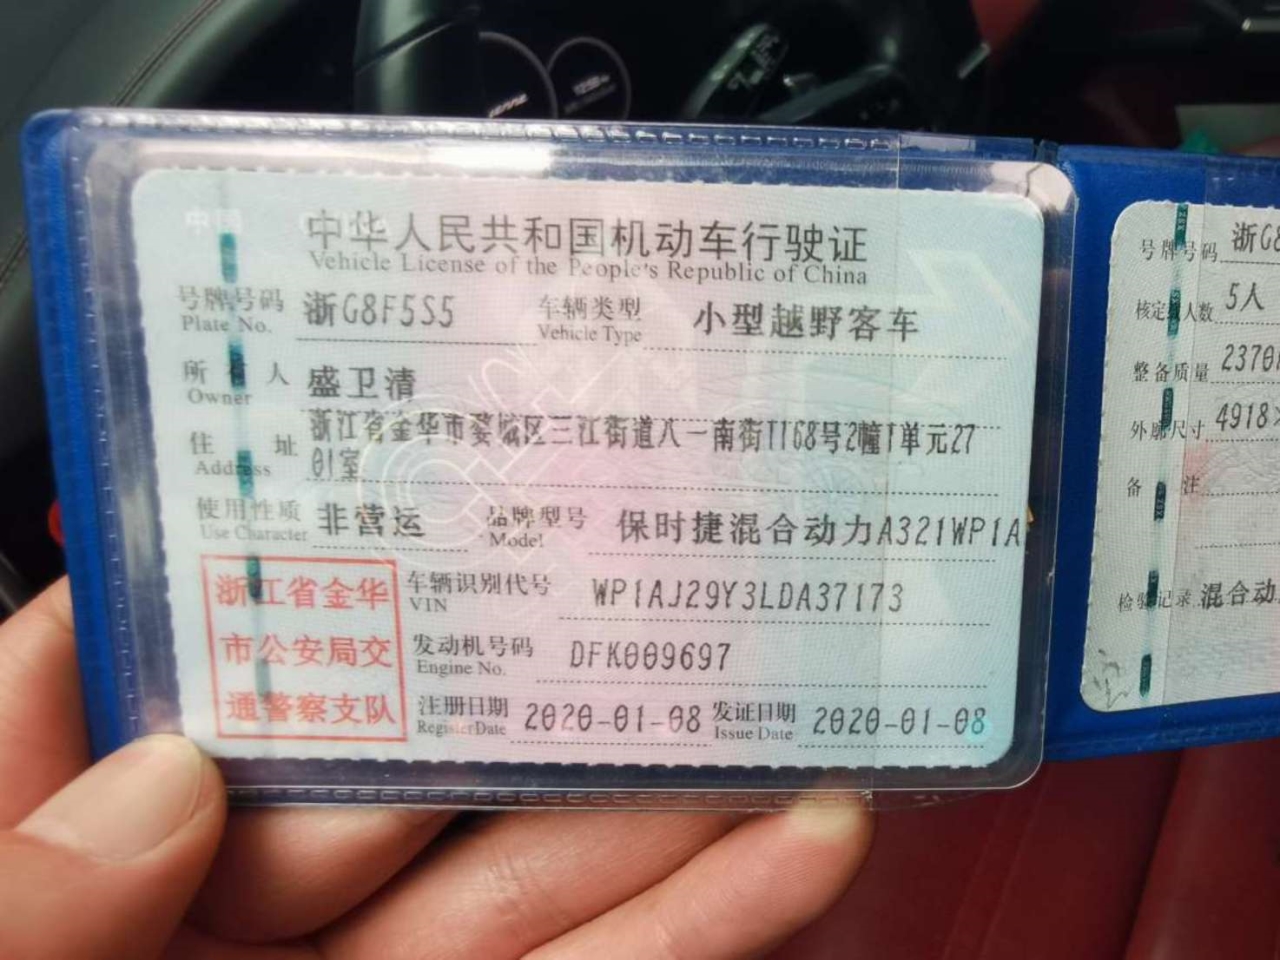 中华人民共和国机动车行驶证
Vehicle License of the People's Republic of China
号牌号码 浙G8F5S5 车辆类型 小型越野客车
Plate No. Vehicle Type
所有人 盛卫清
Owner
住址 浙江省金华市婺城区三江街道八一南街1168号2幢1单元27
Address 01室
使用性质 非营运 品牌型号 保时捷混合动力A321WP1A
Use Character Model
浙江省金华
市公安局交
通警察支队
车辆识别代号 WP1AJ29Y3LDA37173
VIN
发动机号码 DFK009697
Engine No.
注册日期 2020-01-08 发证日期 2020-01-08
Register Date Issue Date
号牌号码 浙G8
核定载人数 5人
整备质量 2370
外廓尺寸 4918
备注
检验记录 混合动